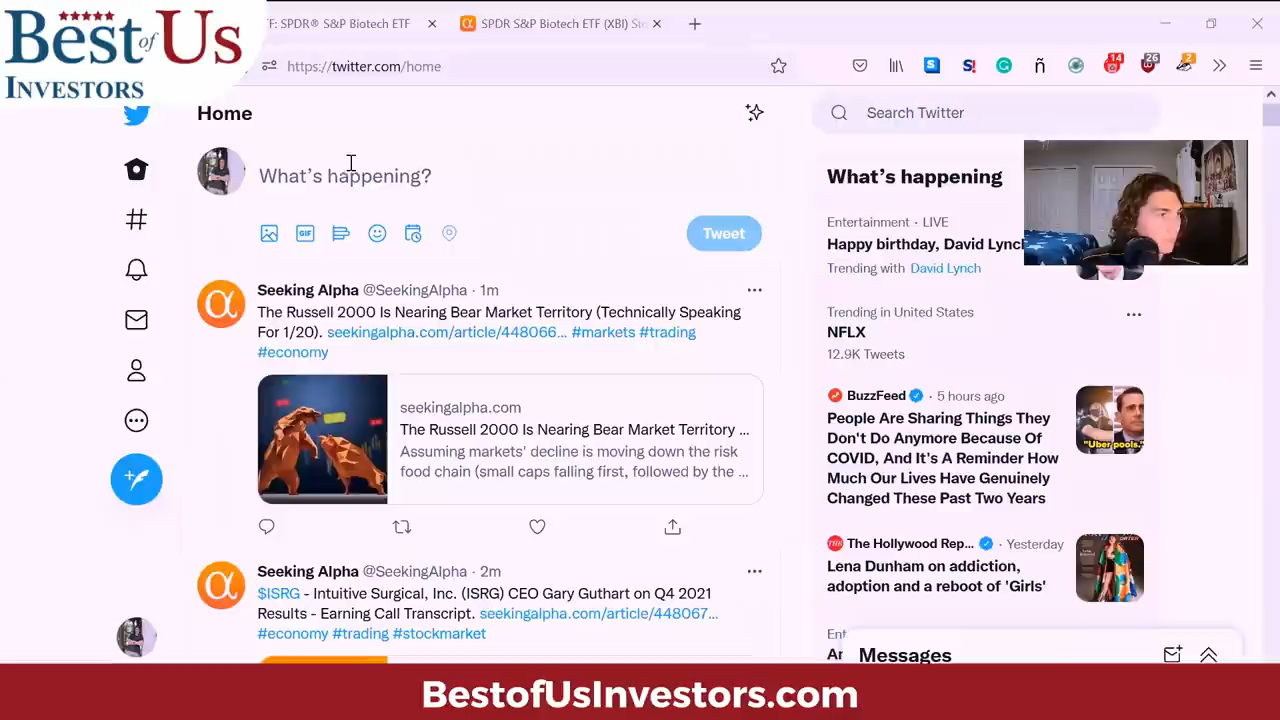 Best of Us
INVESTORS
F: SPDR® S&P Biotech ETF
SPDR S&P Biotech ETF (XBI) St
https://twitter.com/home
14
26
2
Home
Search Twitter
What's happening?
GIF
Tweet
Seeking Alpha @SeekingAlpha · 1m
The Russell 2000 Is Nearing Bear Market Territory (Technically Speaking
For 1/20). seekingalpha.com/article/448066... #markets #trading
#economy
seekingalpha.com
The Russell 2000 Is Nearing Bear Market Territory ...
Assuming markets' decline is moving down the risk
food chain (small caps falling first, followed by the ...
Seeking Alpha @SeekingAlpha · 2m
$ISRG - Intuitive Surgical, Inc. (ISRG) CEO Gary Guthart on Q4 2021
Results - Earning Call Transcript. seekingalpha.com/article/448067...
#economy #trading #stockmarket
What's happening
Entertainment · LIVE
Happy birthday, David Lynch
Trending with David Lynch
Trending in United States
NFLX
12.9K Tweets
BuzzFeed · 5 hours ago
People Are Sharing Things They
Don't Do Anymore Because Of
COVID, And It's A Reminder How
Much Our Lives Have Genuinely
Changed These Past Two Years
"Uber pools."
The Hollywood Rep... · Yesterday
Lena Dunham on addiction,
adoption and a reboot of 'Girls'
Messages
BestofUsInvestors.com